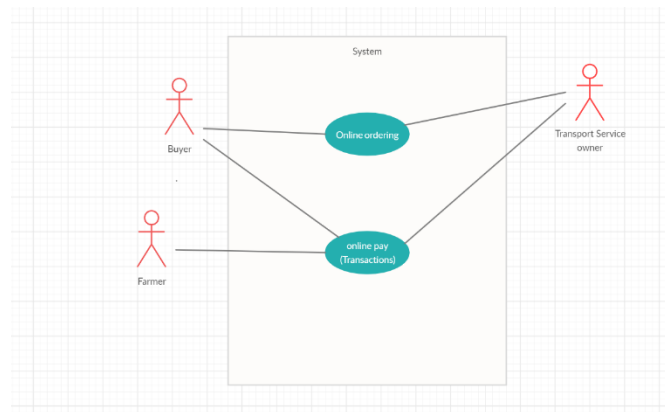 System
Buyer
Online ordering
Transport Service
owner
online pay
(Transactions)
Farmer